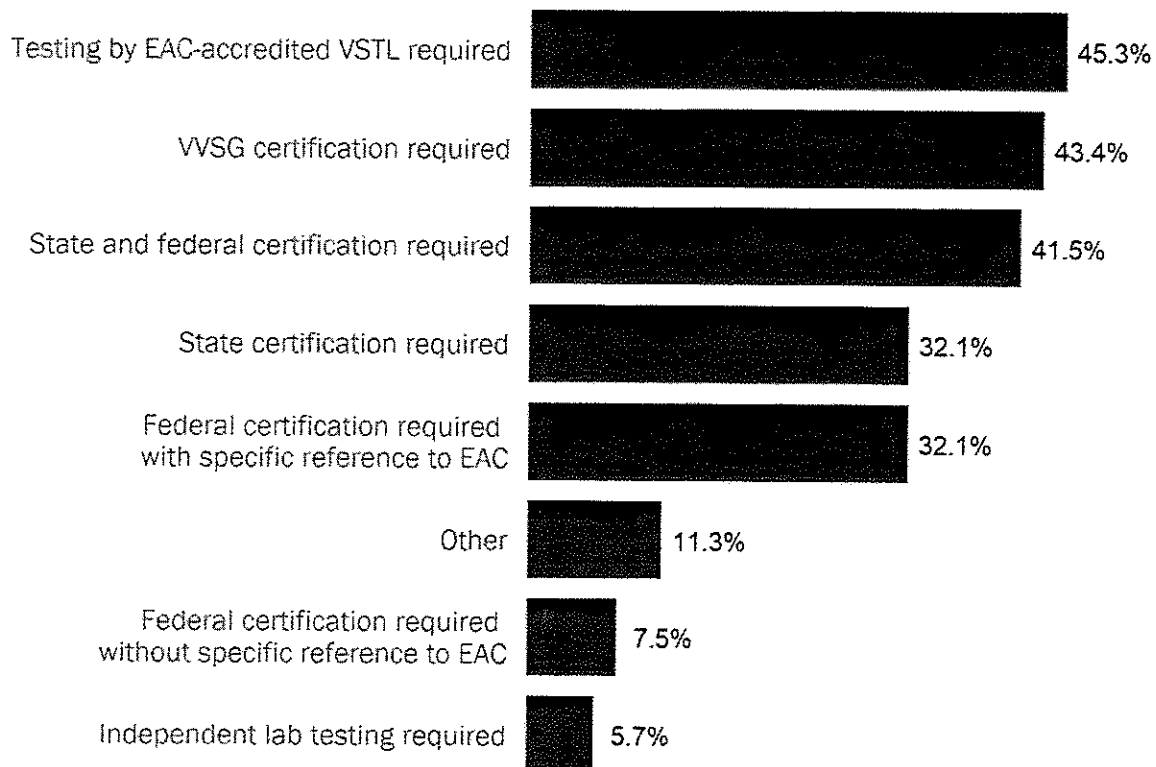 Testing by EAC-accredited VSTL required 45.3%
VVSG certification required 43.4%
State and federal certification required 41.5%
State certification required 32.1%
Federal certification required
with specific reference to EAC 32.1%
Other 11.3%
Federal certification required
without specific reference to EAC 7.5%
Independent lab testing required 5.7%